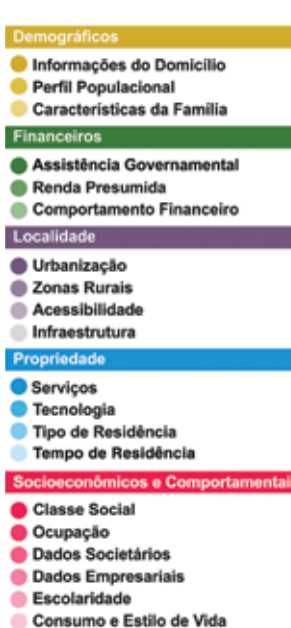 Demográficos
Informações do Domicílio
Perfil Populacional
Características da Família
Financeiros
Assistência Governamental
Renda Presumida
Comportamento Financeiro
Localidade
Urbanização
Zonas Rurais
Acessibilidade
Infraestrutura
Propriedade
Serviços
Tecnologia
Tipo de Residência
Tempo de Residência
Socioeconômicos e Comportamentai
Classe Social
Ocupação
Dados Societários
Dados Empresariais
Escolaridade
Consumo e Estilo de Vida